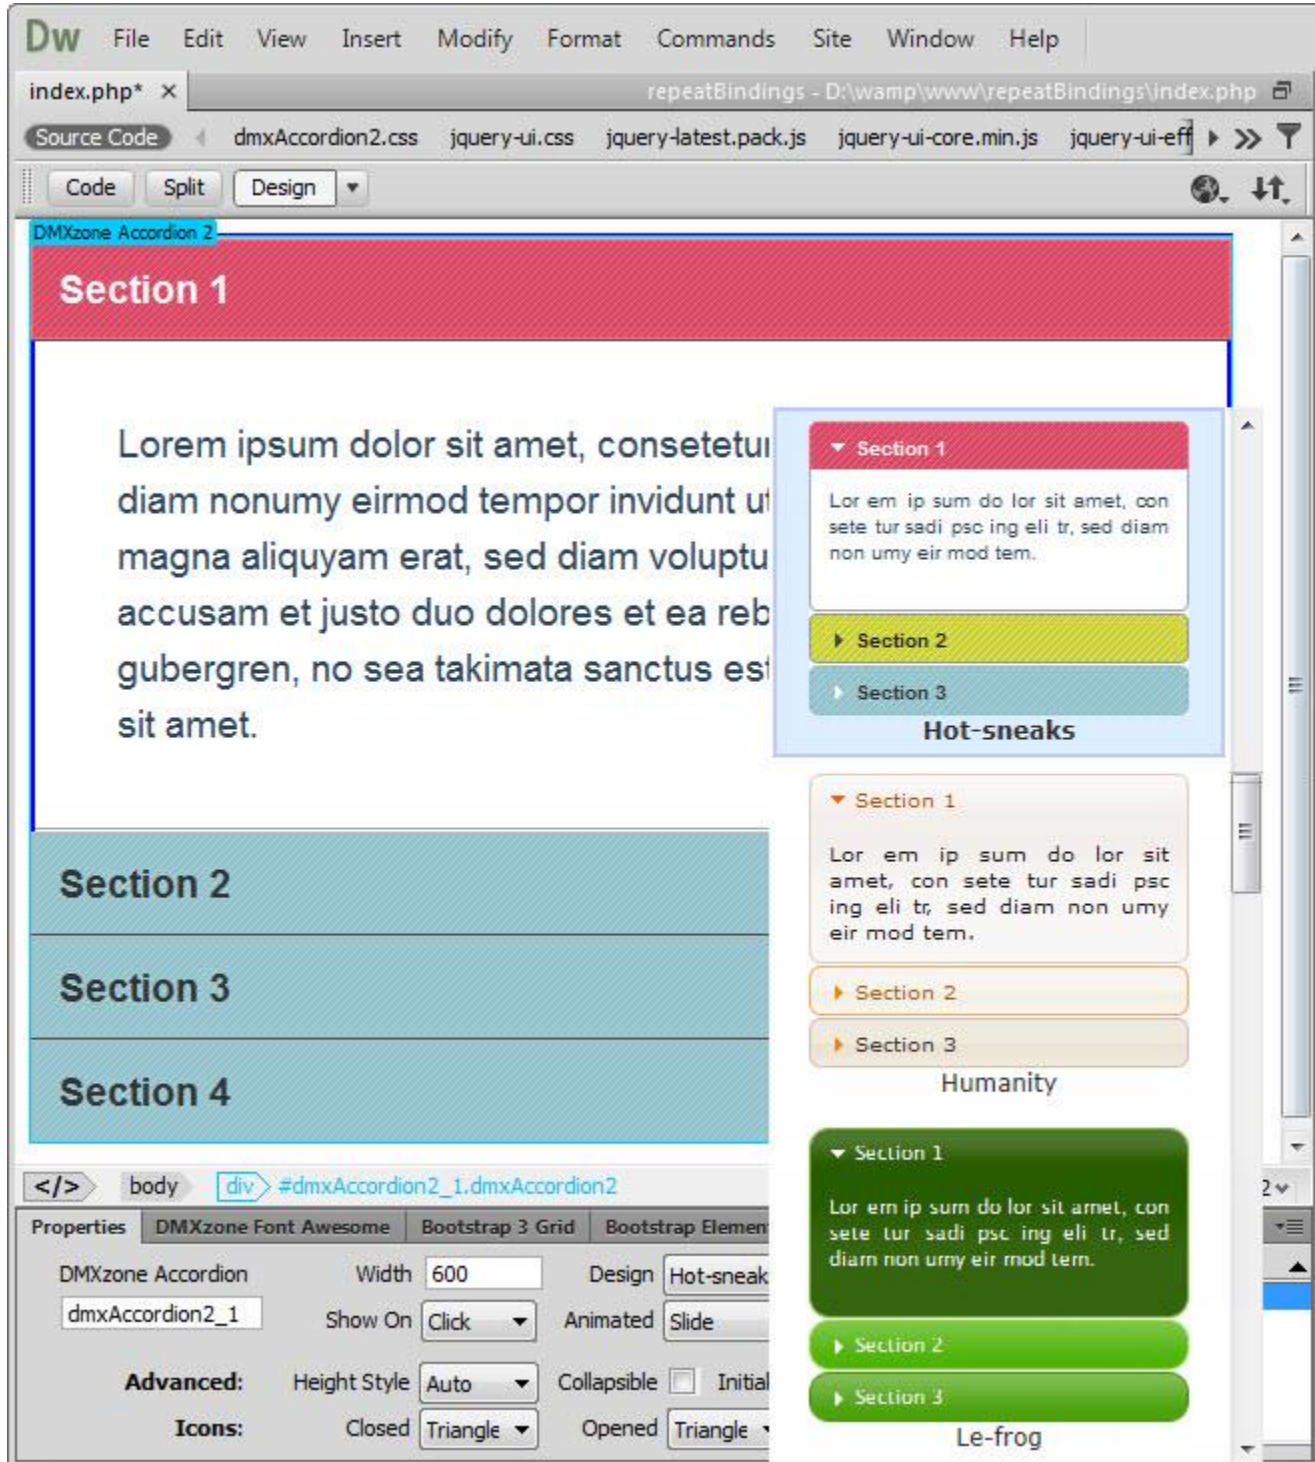 Dw File Edit View Insert Modify Format Commands Site Window Help
index.php* × repeatBindings - D:\wamp\www\repeatBindings\index.php
Source Code dmxAccordion2.css jquery-ui.css jquery-latest.pack.js jquery-ui-core.min.js jquery-ui-eff
Code Split Design
DMXzone Accordion 2
Section 1
Lorem ipsum dolor sit amet, consetetur
diam nonumy eirmod tempor invidunt ut
magna aliquyam erat, sed diam voluptu
accusam et justo duo dolores et ea reb
gubergren, no sea takimata sanctus est
sit amet.
Section 2
Section 3
Section 4
Section 1
Lor em ip sum do lor sit amet, con
sete tur sadi psc ing eli tr, sed diam
non umy eir mod tem.
Section 2
Section 3
Hot-sneaks
Section 1
Lor em ip sum do lor sit
amet, con sete tur sadi psc
ing eli tr, sed diam non umy
eir mod tem.
Section 2
Section 3
Humanity
Section 1
Lor em ip sum do lor sit amet, con
sete tur sadi psc ing eli tr, sed
diam non umy eir mod tem.
Section 2
Section 3
Le-frog
</> body div #dmxAccordion2_1.dmxAccordion2 2
Properties DMXzone Font Awesome Bootstrap 3 Grid Bootstrap Elemen
DMXzone Accordion Width 600 Design Hot-sneak
dmxAccordion2_1 Show On Click Animated Slide
Advanced: Height Style Auto Collapsible Initial
Icons: Closed Triangle Opened Triangle